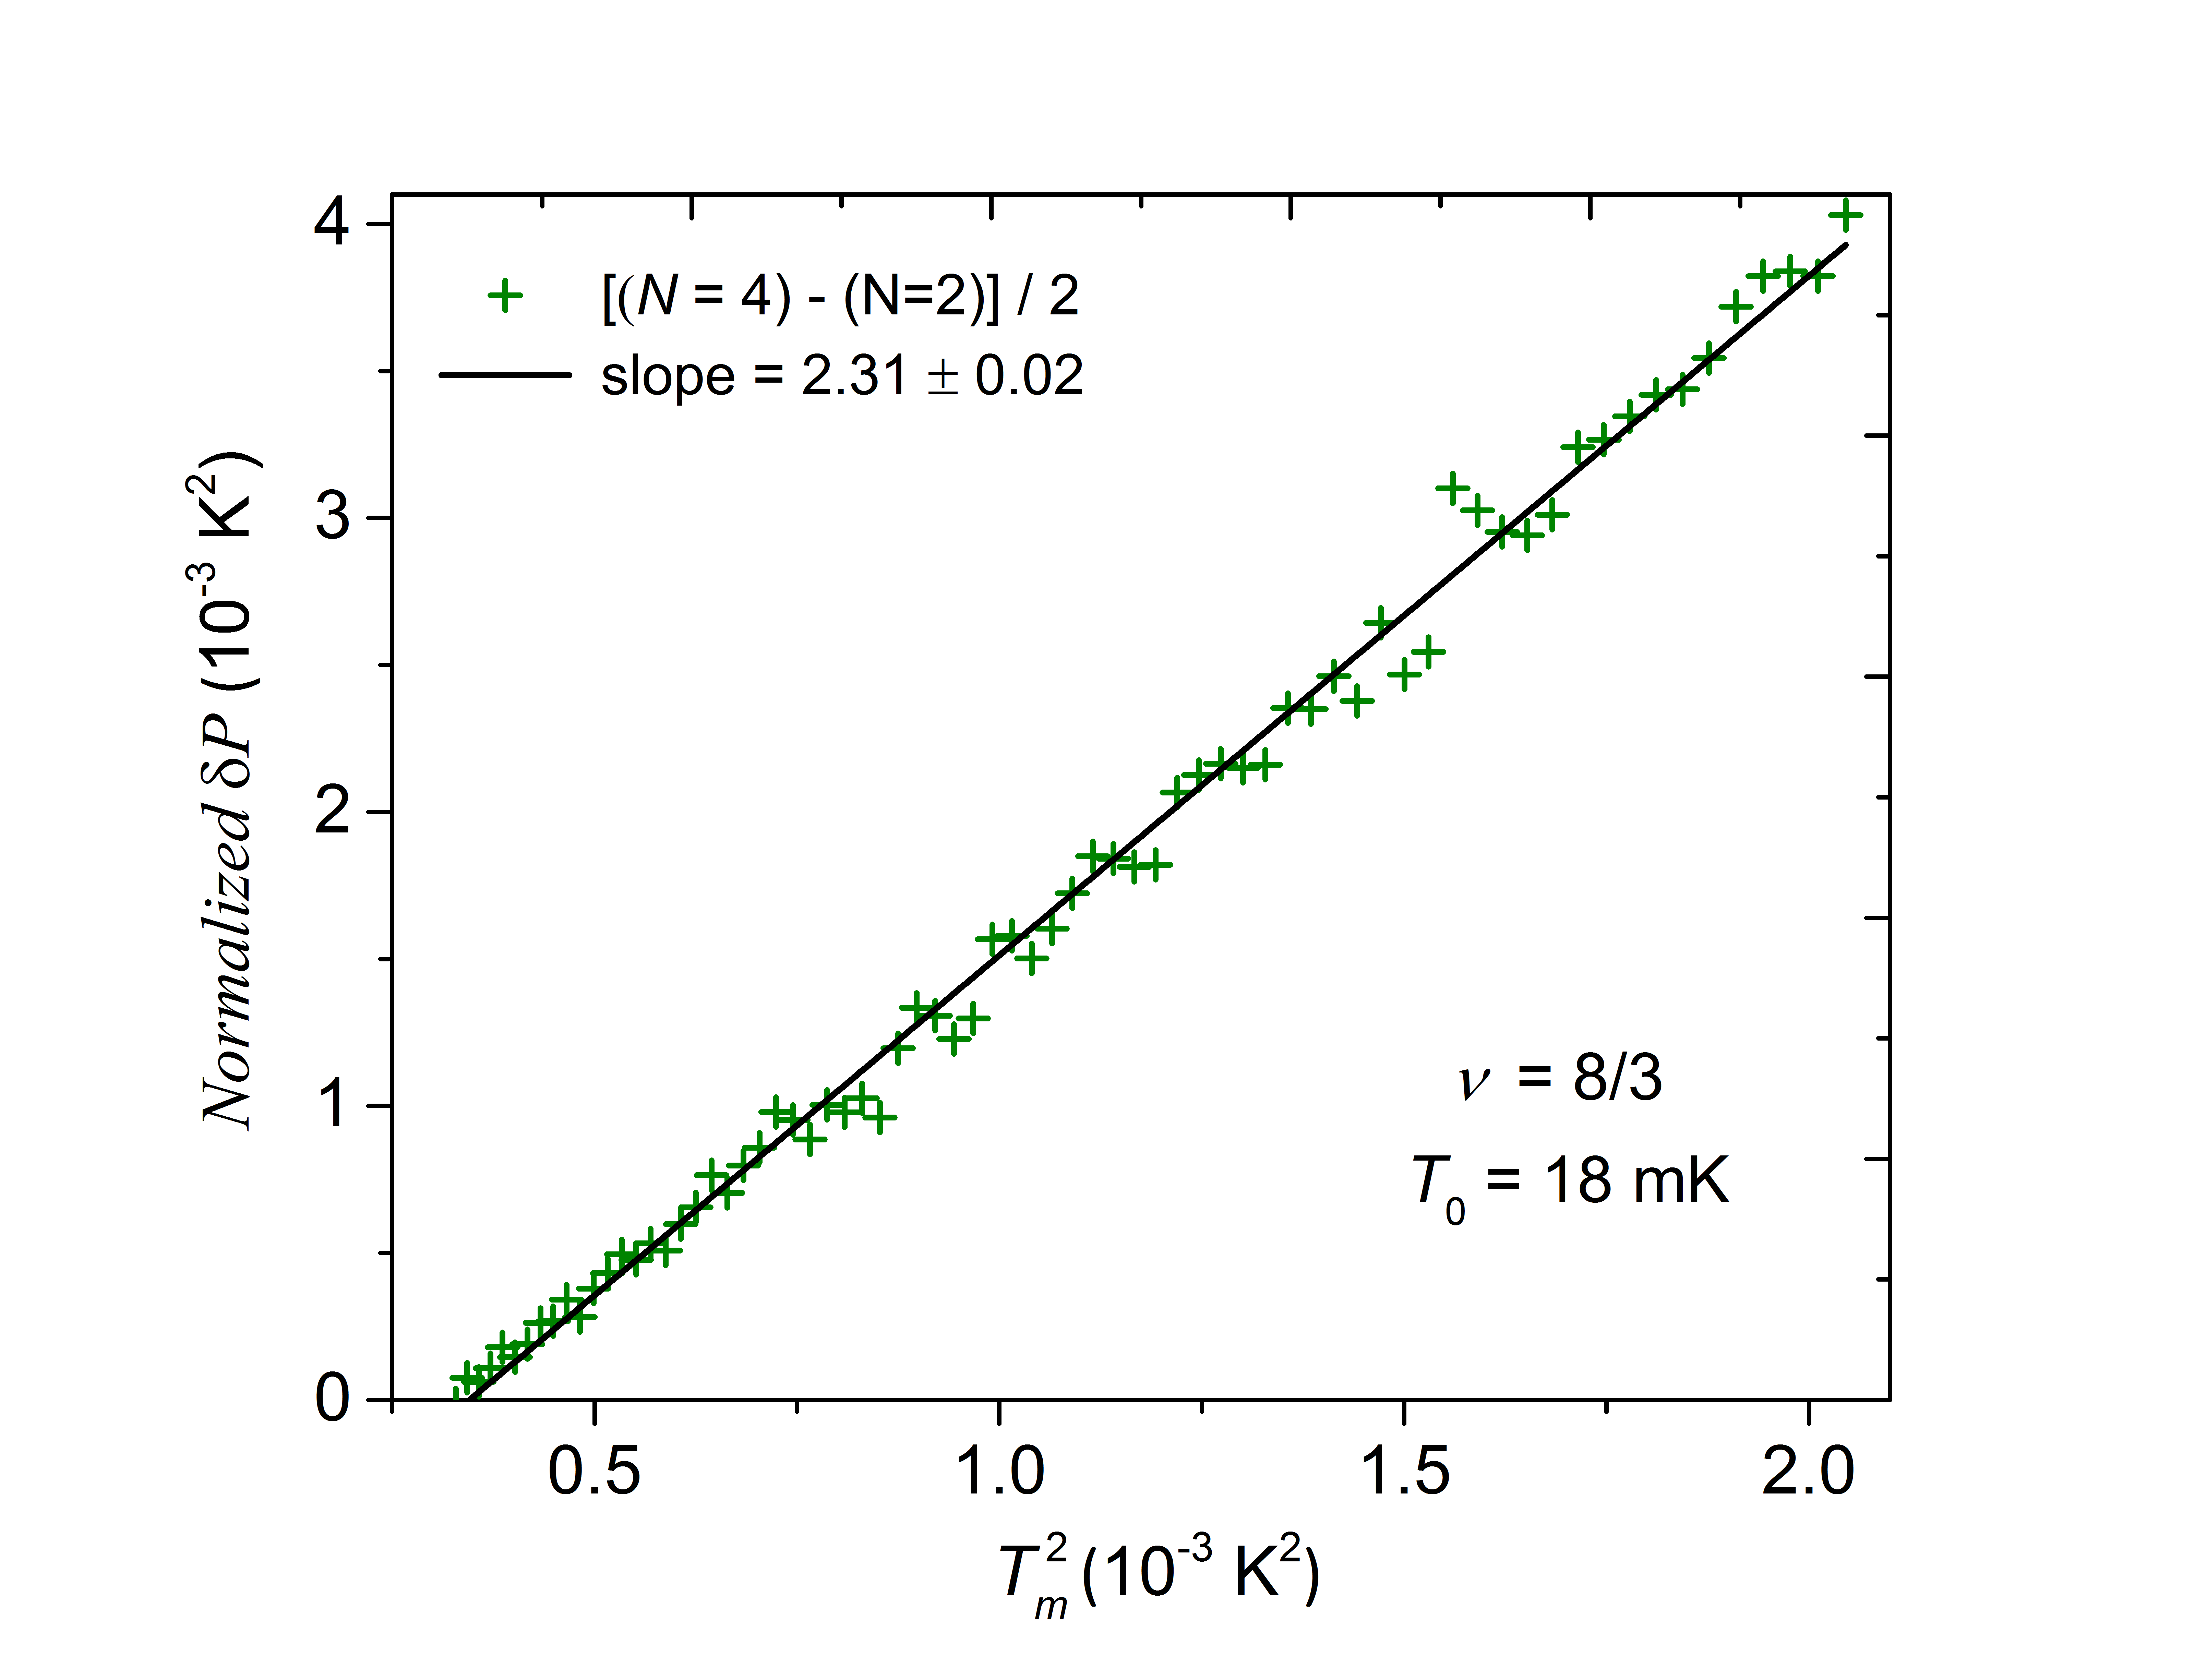 4
3
2
1
0
Normalized δP (10⁻³ K²)
[(N = 4) - (N=2)] / 2
slope = 2.31 ± 0.02
ν = 8/3
T₀ = 18 mK
0.5 1.0 1.5 2.0
Tₘ² (10⁻³ K²)